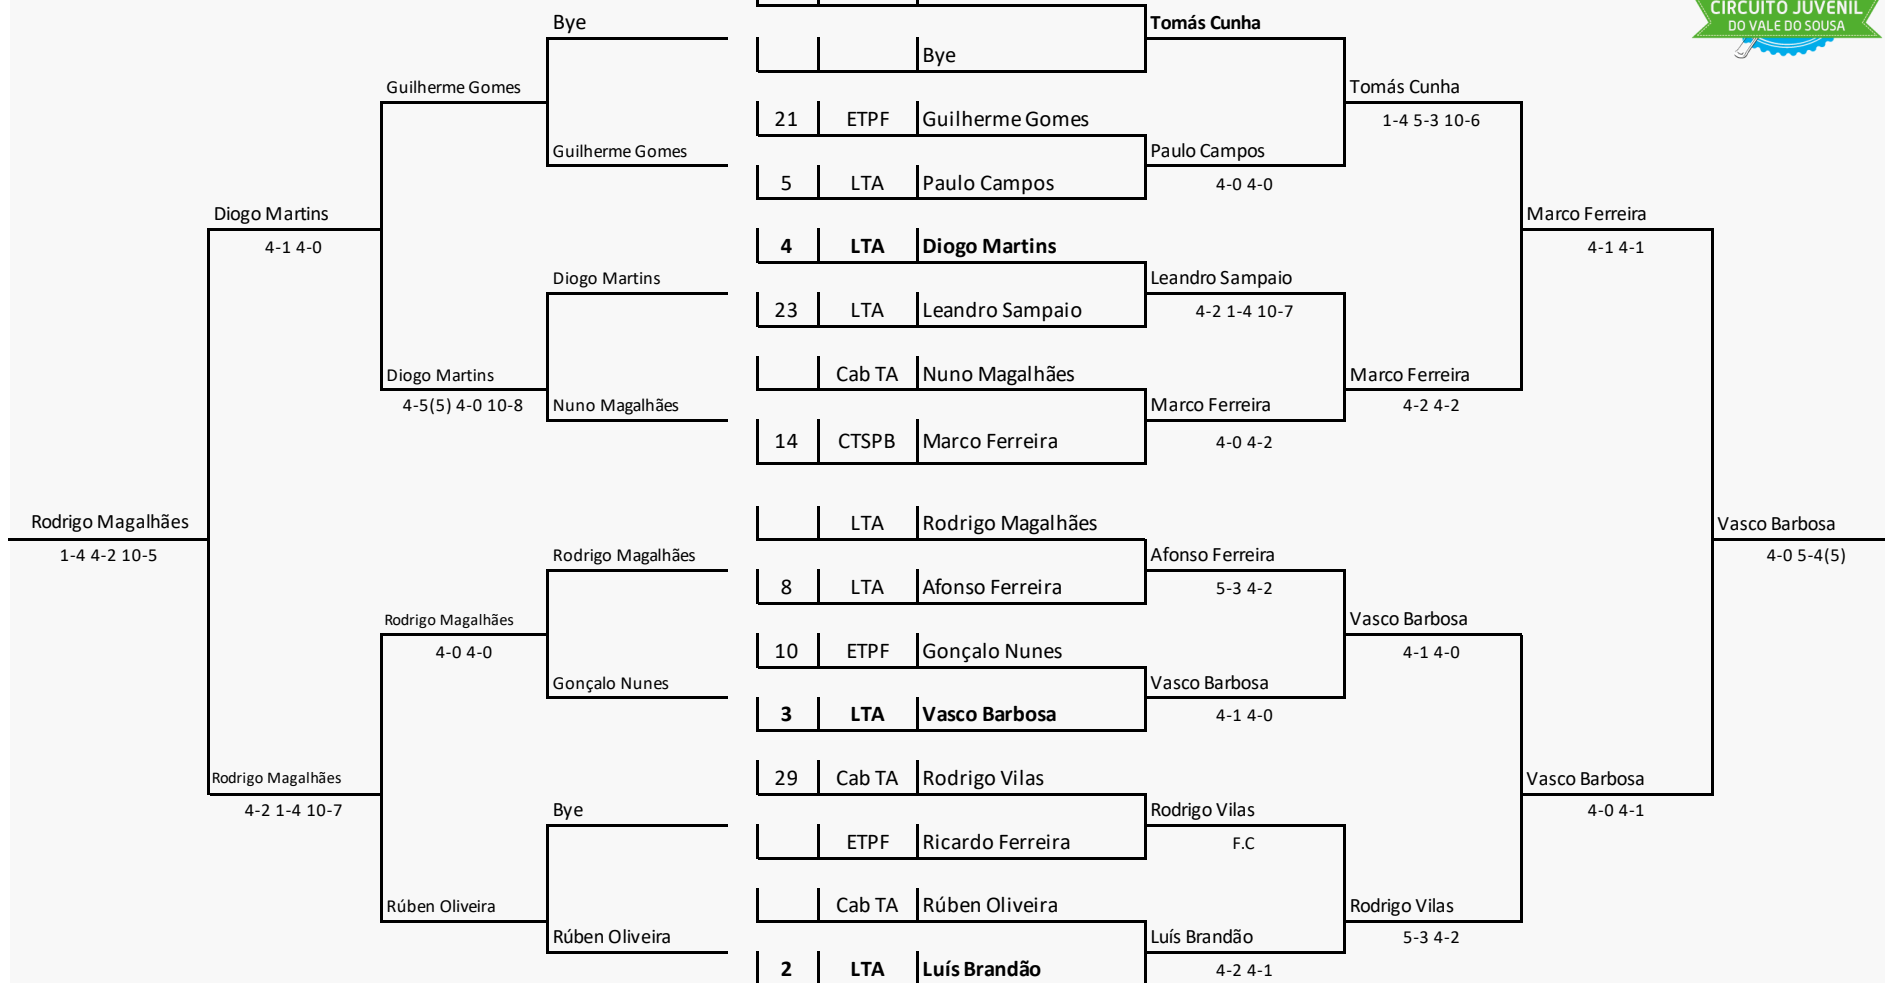 CIRCUITO JUVENIL
DO VALE DO SOUSA
Bye
Tomás Cunha
Bye
Guilherme Gomes
Tomás Cunha
21 ETPF Guilherme Gomes
1-4 5-3 10-6
Guilherme Gomes
Paulo Campos
5 LTA Paulo Campos
4-0 4-0
Diogo Martins
Marco Ferreira
4-1 4-0
4 LTA Diogo Martins
4-1 4-1
Diogo Martins
Leandro Sampaio
23 LTA Leandro Sampaio
4-2 1-4 10-7
Diogo Martins
Cab TA Nuno Magalhães
Marco Ferreira
4-5(5) 4-0 10-8
Nuno Magalhães
Marco Ferreira
4-2 4-2
14 CTSPB Marco Ferreira
4-0 4-2
Rodrigo Magalhães
LTA Rodrigo Magalhães
Vasco Barbosa
1-4 4-2 10-5
Rodrigo Magalhães
Afonso Ferreira
4-0 5-4(5)
8 LTA Afonso Ferreira
5-3 4-2
Rodrigo Magalhães
Vasco Barbosa
4-0 4-0
10 ETPF Gonçalo Nunes
4-1 4-0
Gonçalo Nunes
Vasco Barbosa
3 LTA Vasco Barbosa
4-1 4-0
Rodrigo Magalhães
29 Cab TA Rodrigo Vilas
Vasco Barbosa
4-2 1-4 10-7
Bye
Rodrigo Vilas
4-0 4-1
ETPF Ricardo Ferreira
F.C
Rúben Oliveira
Cab TA Rúben Oliveira
Rodrigo Vilas
Rúben Oliveira
Luís Brandão
5-3 4-2
2 LTA Luís Brandão
4-2 4-1